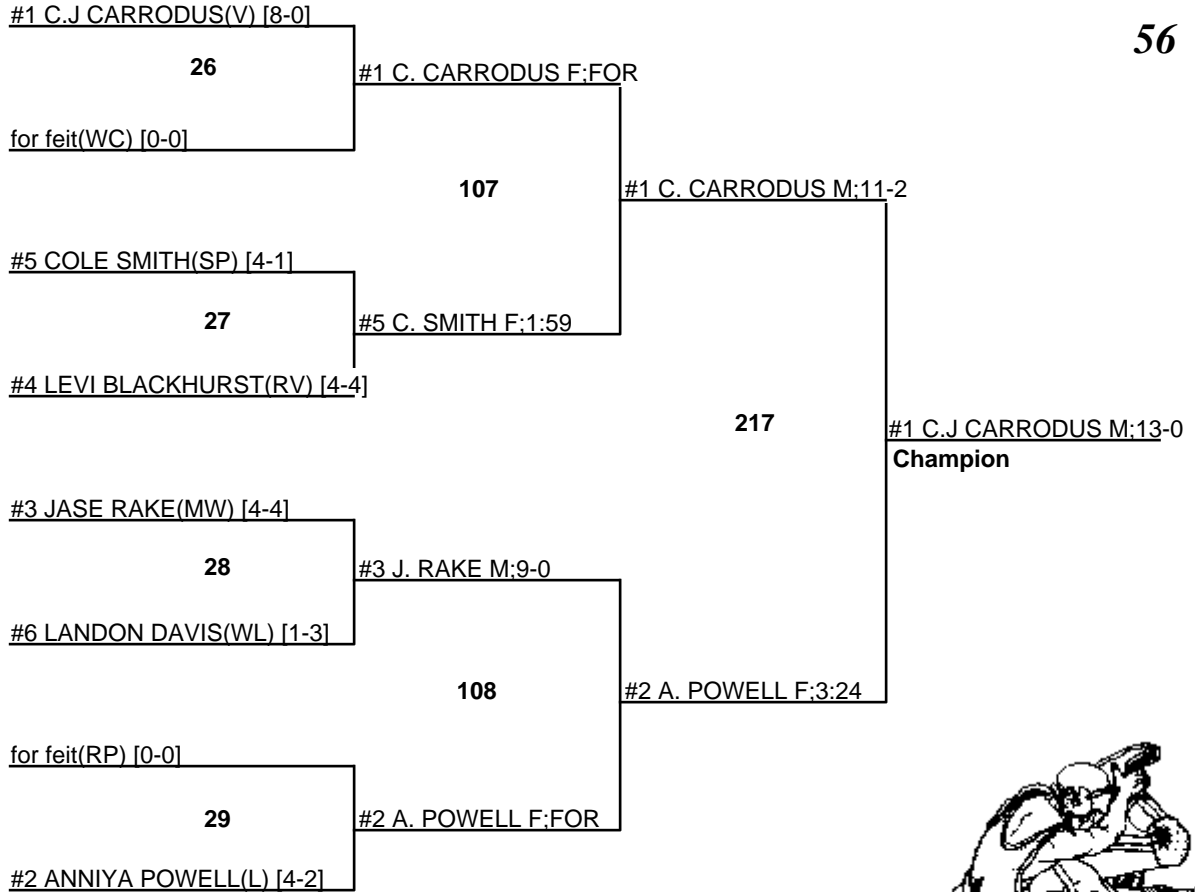 #1 C.J CARRODUS(V) [8-0]
56
26
#1 C. CARRODUS F;FOR
for feit(WC) [0-0]
107
#1 C. CARRODUS M;11-2
#5 COLE SMITH(SP) [4-1]
27
#5 C. SMITH F;1:59
#4 LEVI BLACKHURST(RV) [4-4]
217
#1 C.J CARRODUS M;13-0
Champion
#3 JASE RAKE(MW) [4-4]
28
#3 J. RAKE M;9-0
#6 LANDON DAVIS(WL) [1-3]
108
#2 A. POWELL F;3:24
for feit(RP) [0-0]
29
#2 A. POWELL F;FOR
#2 ANNIYA POWELL(L) [4-2]